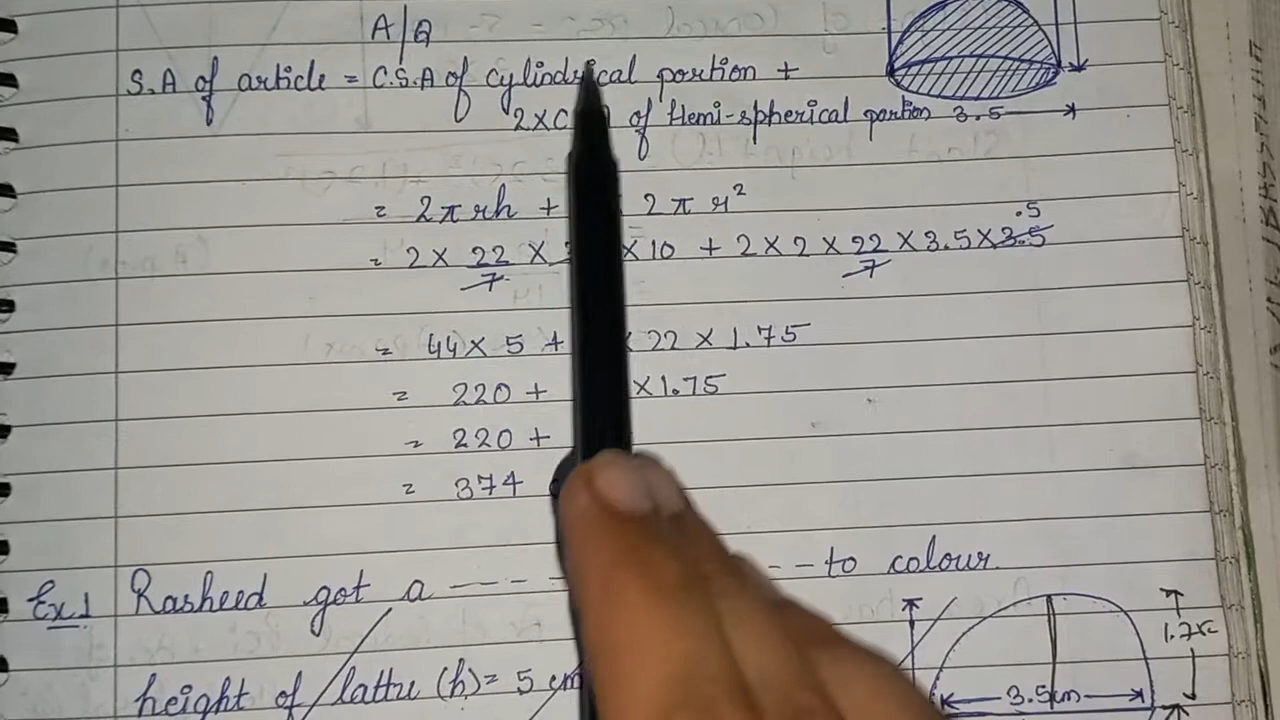 A/Q
S.A of article = C.S.A of cylindrical portion +
2× of Hemi-spherical portion 3.5
= 2πrh + 2πr²
= 2 × 22/7 × × 10 + 2 × 2 × 22/7 × 3.5 × 3.5 .5
= 44 × 5 + × 22 × 1.75
= 220 + × 1.75
= 220 +
= 374
Ex 1 Rasheed got a – – – – – to colour
1.75
height of lattu (h) = 5 cm
3.5cm